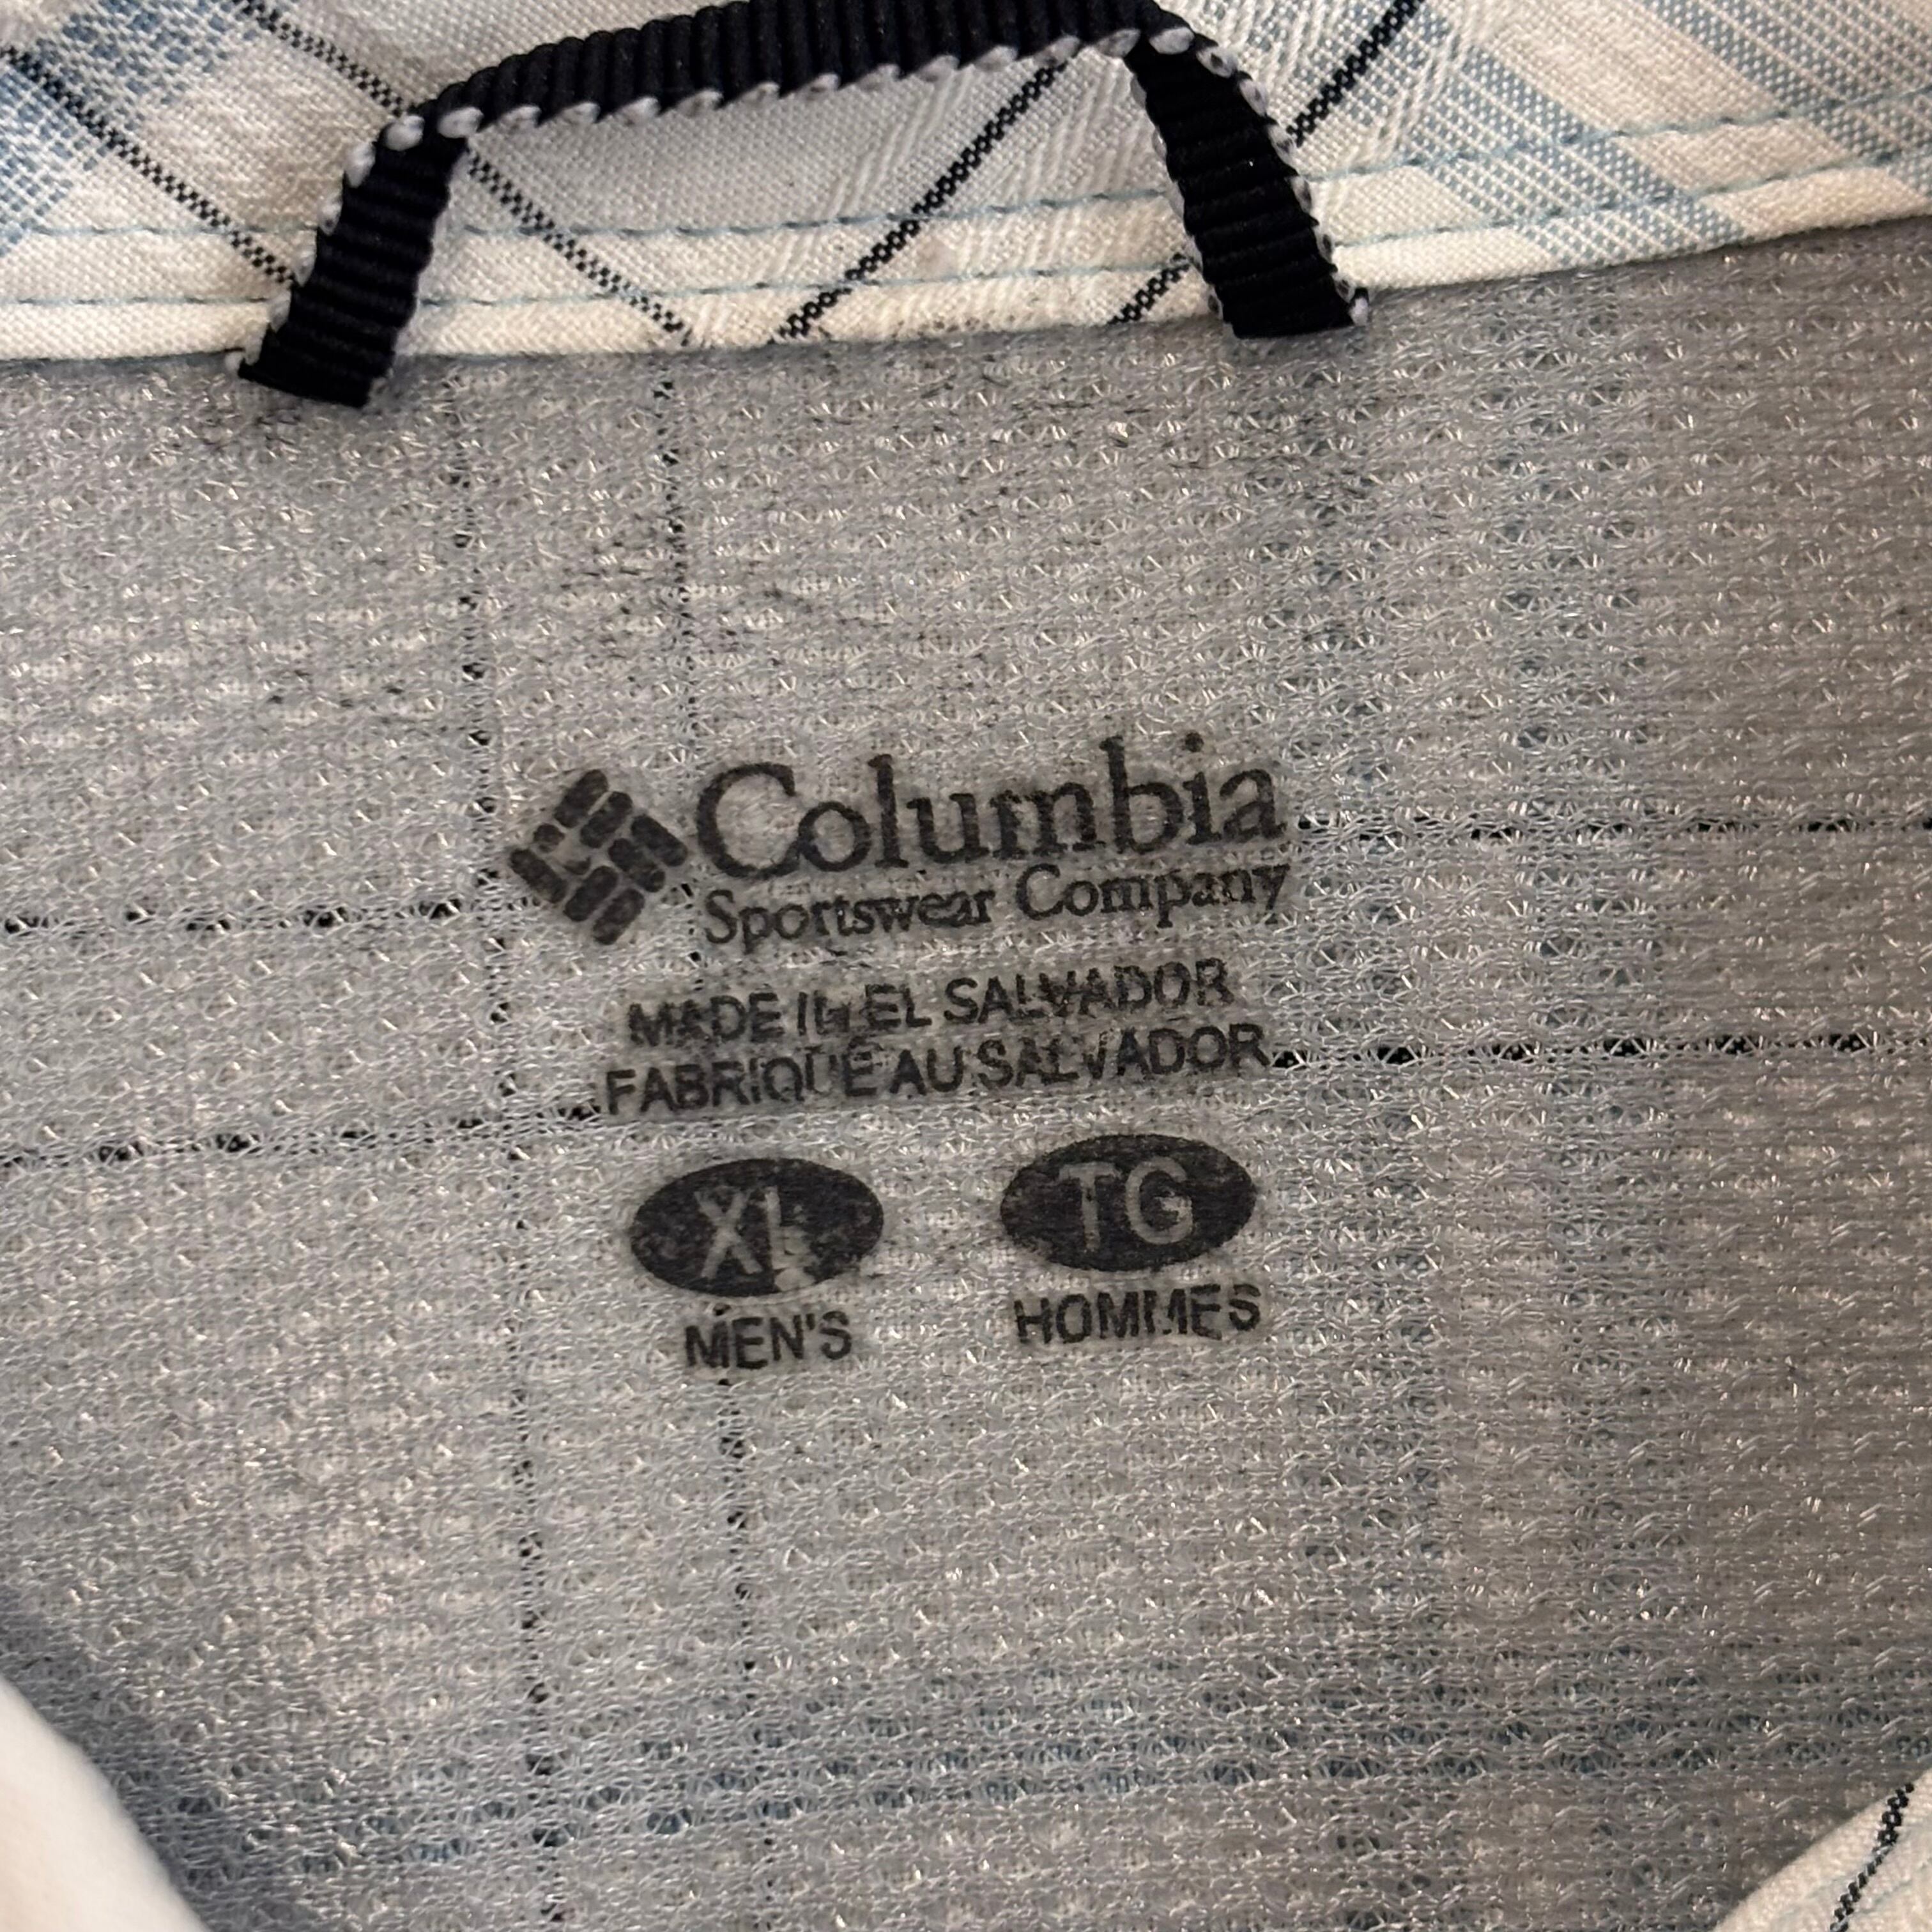 Columbia
Sportswear Company
MADE IN EL SALVADOR
FABRIQUÉ AU SALVADOR
XL TG
MEN'S HOMMES